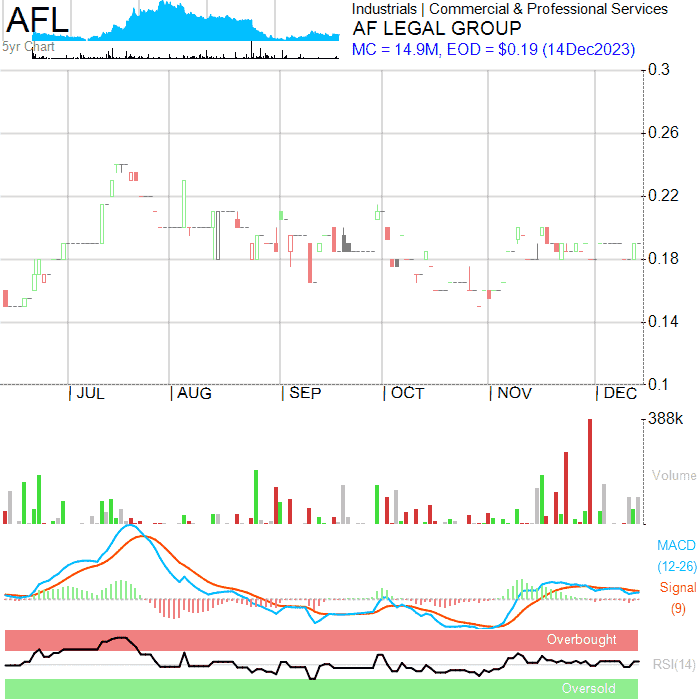 AFL
5yr Chart
Industrials | Commercial & Professional Services
AF LEGAL GROUP
MC = 14.9M, EOD = $0.19 (14Dec2023)
0.3
0.26
0.22
0.18
0.14
0.1
JUL AUG SEP OCT NOV DEC
388k
Volume
MACD
(12-26)
Signal
(9)
Overbought
RSI(14)
Oversold